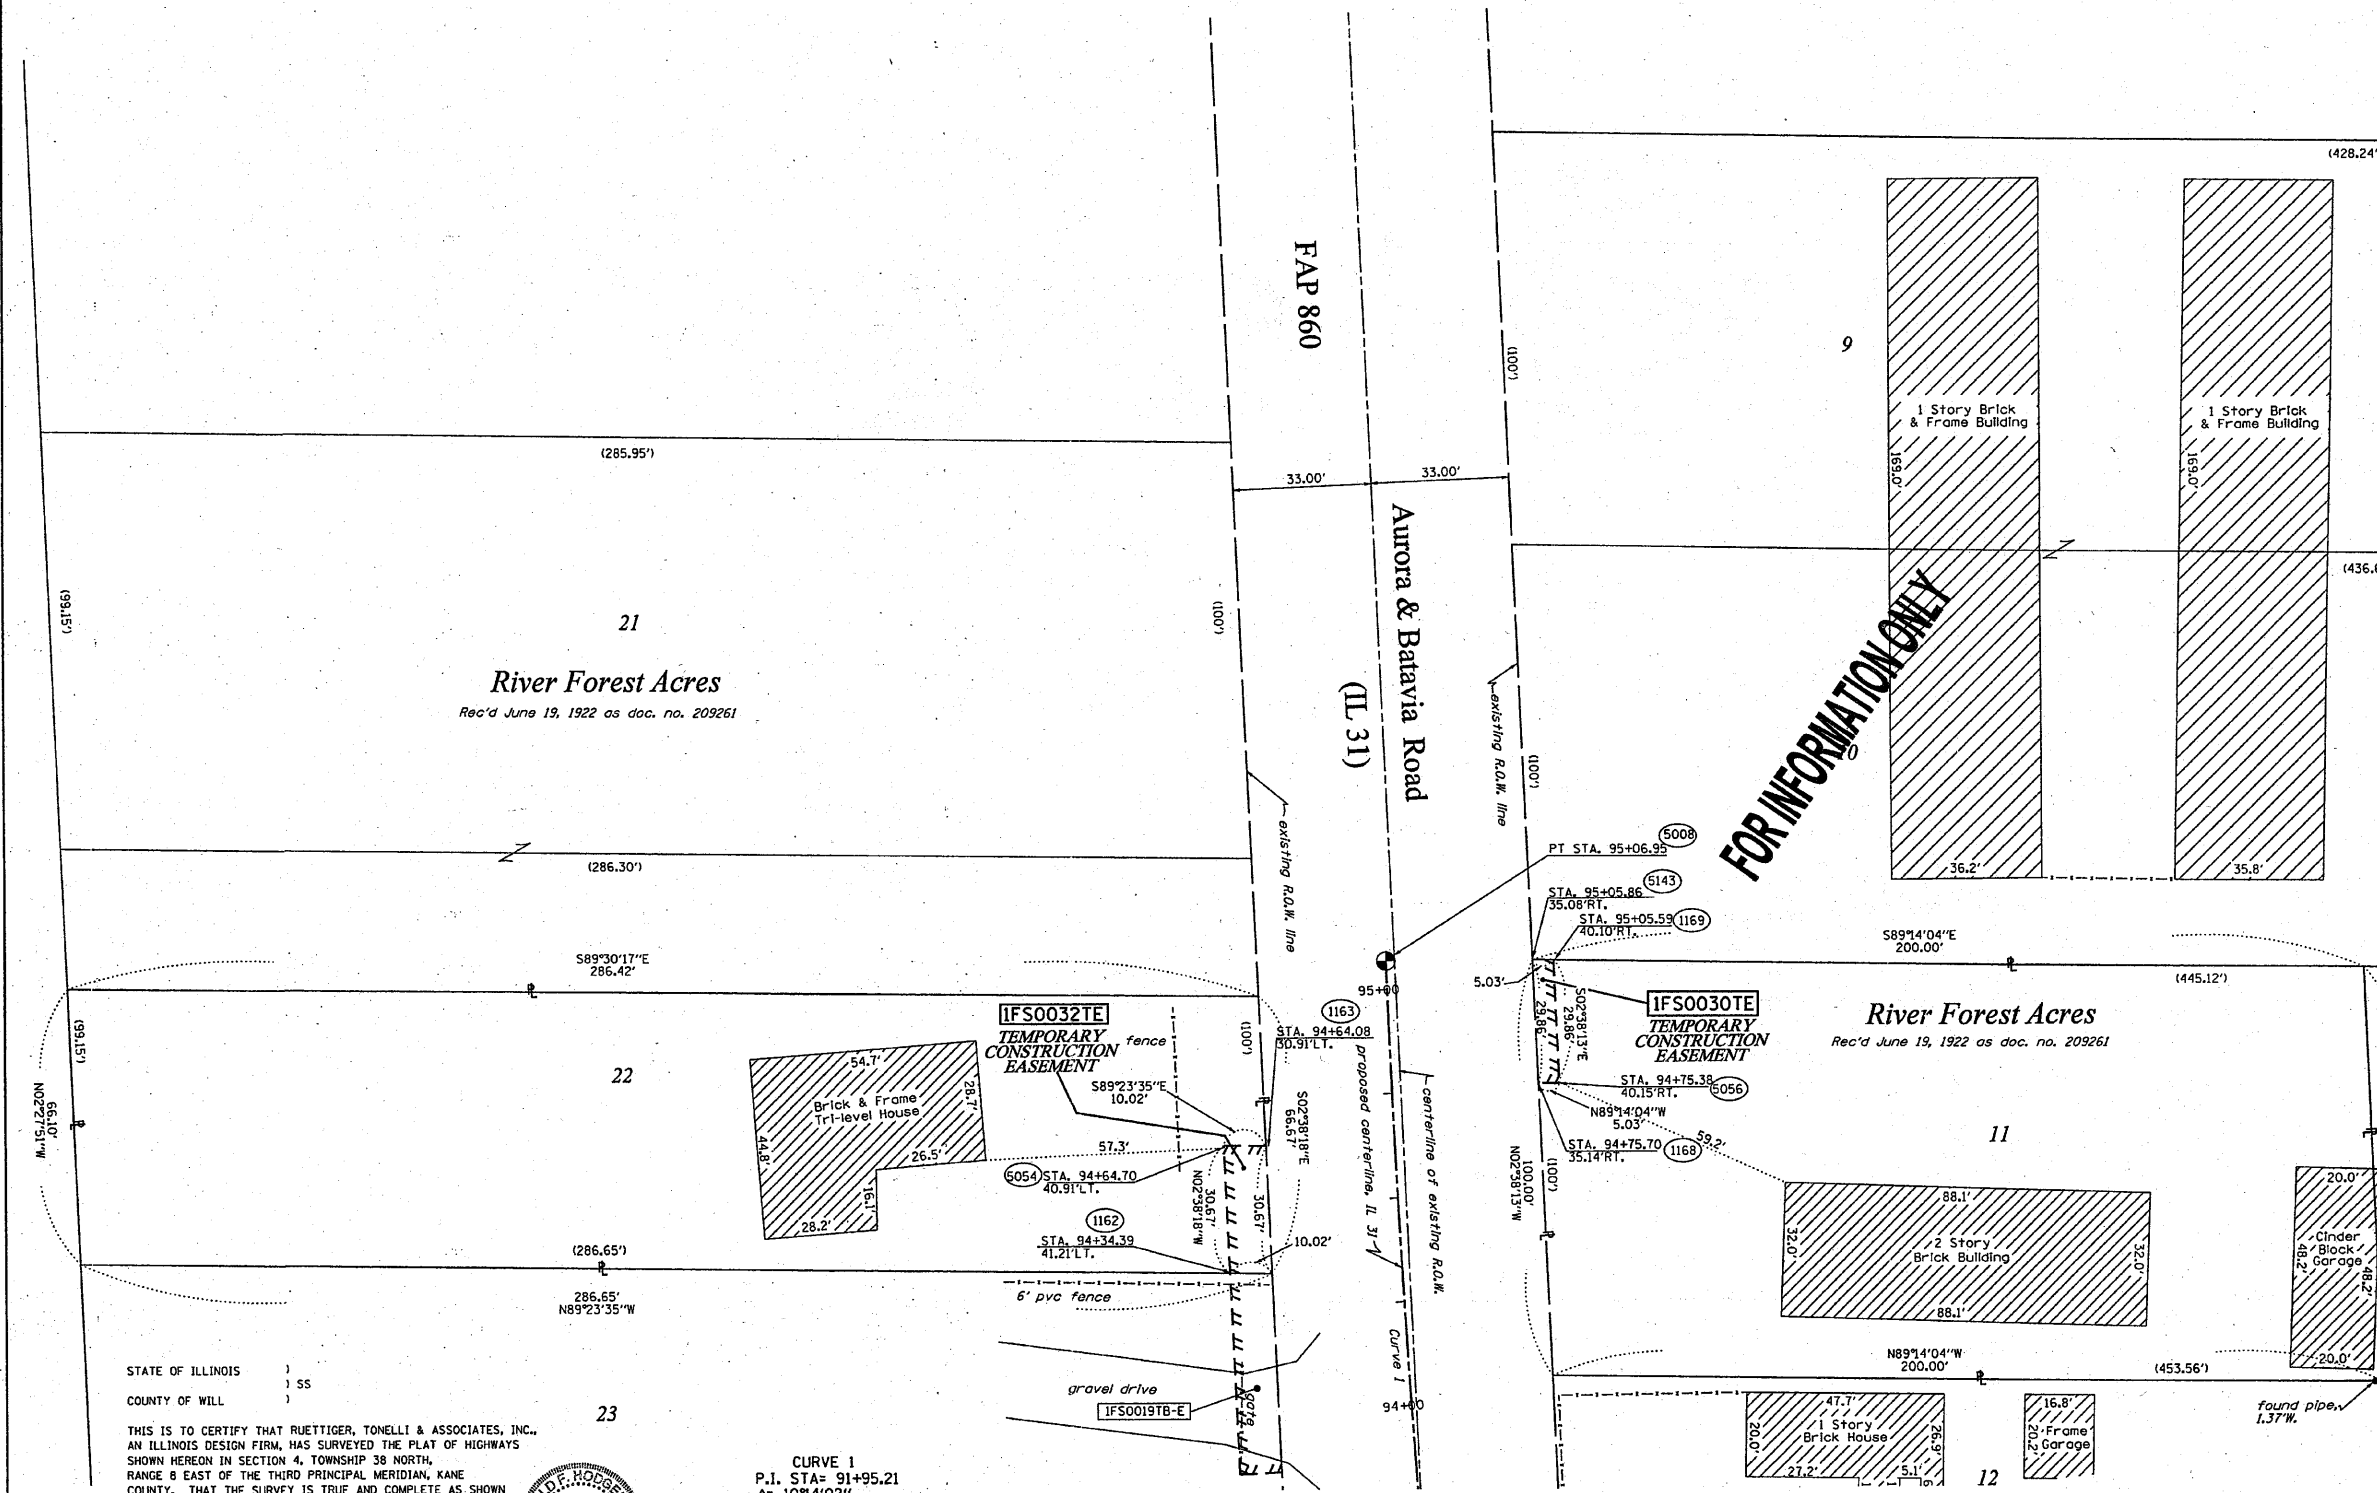 (428.24'
FAP 860
(100')
9
1 Story Brick
& Frame Building
1 Story Brick
& Frame Building
(285.95')
169.0'
169.0'
33.00'
33.00'
Aurora & Batavia Road
(IL 31)
(99.15')
21
(100')
River Forest Acres
Rec'd June 19, 1922 as doc. no. 209261
existing R.O.W. line
FOR INFORMATION ONLY
(100')
existing R.O.W. line
(286.30')
PT STA. 95+06.95
5008
36.2'
35.8'
STA. 95+05.86
5143
35.08'RT.
STA. 95+05.59
1169
40.10'RT.
S89°14'04"E
200.00'
S89°30'17"E
286.42'
(445.12')
5.03'
95+00
1FS0032TE
TEMPORARY
CONSTRUCTION
EASEMENT
fence
(100')
1163
STA. 94+64.08
30.91'LT.
S02°38'13"E
29.86'
29.86'
1FS0030TE
TEMPORARY
CONSTRUCTION
EASEMENT
River Forest Acres
Rec'd June 19, 1922 as doc. no. 209261
(99.15')
22
54.7'
28.7'
Brick & Frame
Tri-level House
44.8'
26.5'
16.1'
28.2'
S89°23'35"E
10.02'
STA. 94+75.38
5056
40.15'RT.
N89°14'04"W
5.03'
59.2'
STA. 94+75.70
1168
35.14'RT.
11
66.10'
N02°27'51"W
57.3'
S02°38'18"E
66.67'
proposed centerline, IL 31
centerline of existing R.O.W.
5054
STA. 94+64.70
40.91'LT.
30.67'
N02°38'18"W
30.67'
100.00'
N02°38'13"W
(100')
1162
STA. 94+34.39
41.21'LT.
10.02'
88.1'
32.0'
2 Story
Brick Building
32.0'
88.1'
20.0'
Cinder
Block
Garage
48.2'
48.2'
20.0'
(286.65')
286.65'
N89°23'35"W
6' pvc fence
Curve 1
N89°14'04"W
200.00'
(453.56')
STATE OF ILLINOIS )
) SS
COUNTY OF WILL )
gravel drive
1FS0019TB-E
gate
94+00
23
47.7'
20.0'
1 Story
Brick House
26.9'
27.2'
5.1'
16.8'
20.2'
Frame
Garage
12
found pipe,
1.37'W.
THIS IS TO CERTIFY THAT RUETTIGER, TONELLI & ASSOCIATES, INC.,
AN ILLINOIS DESIGN FIRM, HAS SURVEYED THE PLAT OF HIGHWAYS
SHOWN HEREON IN SECTION 4, TOWNSHIP 38 NORTH,
RANGE 8 EAST OF THE THIRD PRINCIPAL MERIDIAN, KANE
COUNTY. THAT THE SURVEY IS TRUE AND COMPLETE AS SHOWN
CURVE 1
P.I. STA= 91+95.21